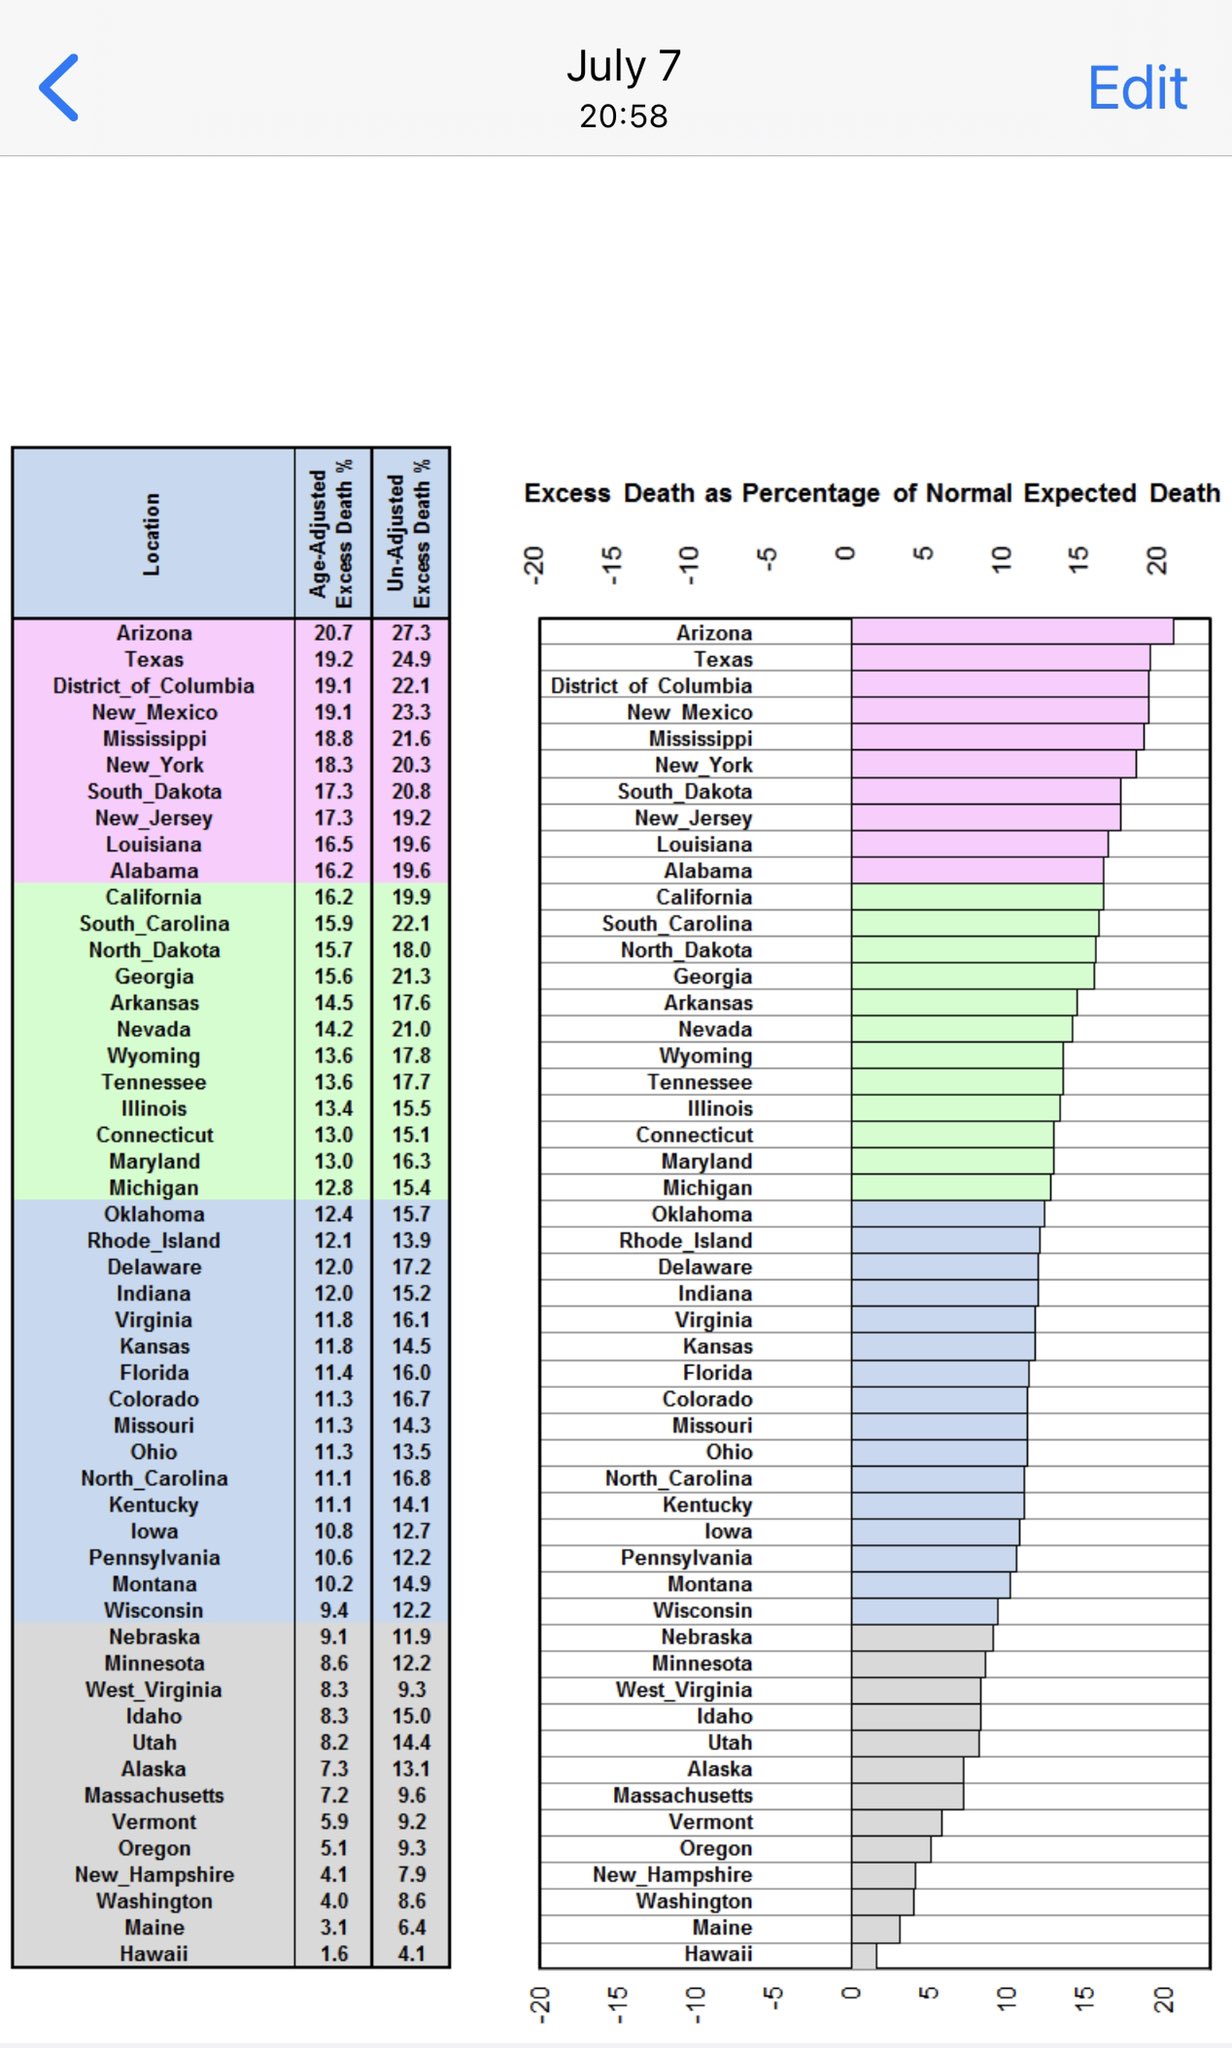 July 7
20:58
Edit
Location Age-Adjusted Excess Death % Un-Adjusted Excess Death %
Arizona 20.7 27.3
Texas 19.2 24.9
District_of_Columbia 19.1 22.1
New_Mexico 19.1 23.3
Mississippi 18.8 21.6
New_York 18.3 20.3
South_Dakota 17.3 20.8
New_Jersey 17.3 19.2
Louisiana 16.5 19.6
Alabama 16.2 19.6
California 16.2 19.9
South_Carolina 15.9 22.1
North_Dakota 15.7 18.0
Georgia 15.6 21.3
Arkansas 14.5 17.6
Nevada 14.2 21.0
Wyoming 13.6 17.8
Tennessee 13.6 17.7
Illinois 13.4 15.5
Connecticut 13.0 15.1
Maryland 13.0 16.3
Michigan 12.8 15.4
Oklahoma 12.4 15.7
Rhode_Island 12.1 13.9
Delaware 12.0 17.2
Indiana 12.0 15.2
Virginia 11.8 16.1
Kansas 11.8 14.5
Florida 11.4 16.0
Colorado 11.3 16.7
Missouri 11.3 14.3
Ohio 11.3 13.5
North_Carolina 11.1 16.8
Kentucky 11.1 14.1
Iowa 10.8 12.7
Pennsylvania 10.6 12.2
Montana 10.2 14.9
Wisconsin 9.4 12.2
Nebraska 9.1 11.9
Minnesota 8.6 12.2
West_Virginia 8.3 9.3
Idaho 8.3 15.0
Utah 8.2 14.4
Alaska 7.3 13.1
Massachusetts 7.2 9.6
Vermont 5.9 9.2
Oregon 5.1 9.3
New_Hampshire 4.1 7.9
Washington 4.0 8.6
Maine 3.1 6.4
Hawaii 1.6 4.1
Excess Death as Percentage of Normal Expected Death
-20 -15 -10 -5 0 5 10 15 20
Arizona
Texas
District of Columbia
New Mexico
Mississippi
New_York
South_Dakota
New_Jersey
Louisiana
Alabama
California
South_Carolina
North_Dakota
Georgia
Arkansas
Nevada
Wyoming
Tennessee
Illinois
Connecticut
Maryland
Michigan
Oklahoma
Rhode_Island
Delaware
Indiana
Virginia
Kansas
Florida
Colorado
Missouri
Ohio
North_Carolina
Kentucky
Iowa
Pennsylvania
Montana
Wisconsin
Nebraska
Minnesota
West_Virginia
Idaho
Utah
Alaska
Massachusetts
Vermont
Oregon
New_Hampshire
Washington
Maine
Hawaii
-20 -15 -10 -5 0 5 10 15 20